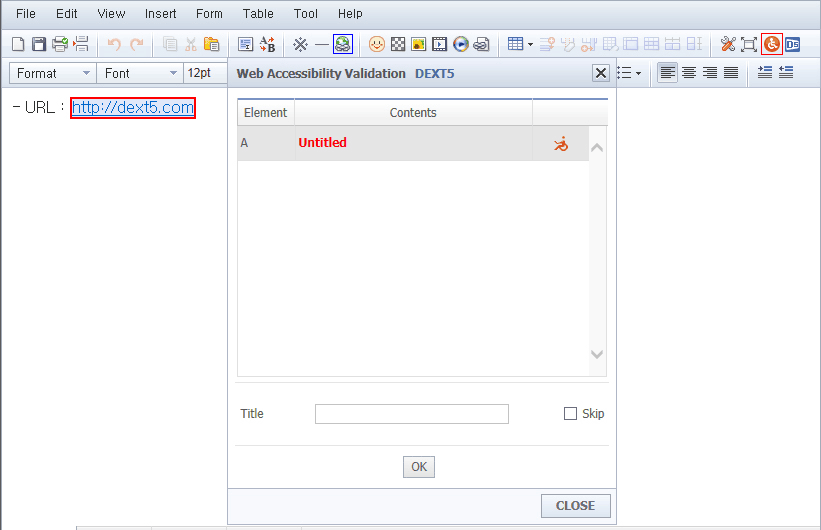 File Edit View Insert Form Table Tool Help
Format Font 12pt
Web Accessibility Validation DEXT5
- URL : http://dext5.com
Element Contents
A Untitled
Title Skip
OK
CLOSE